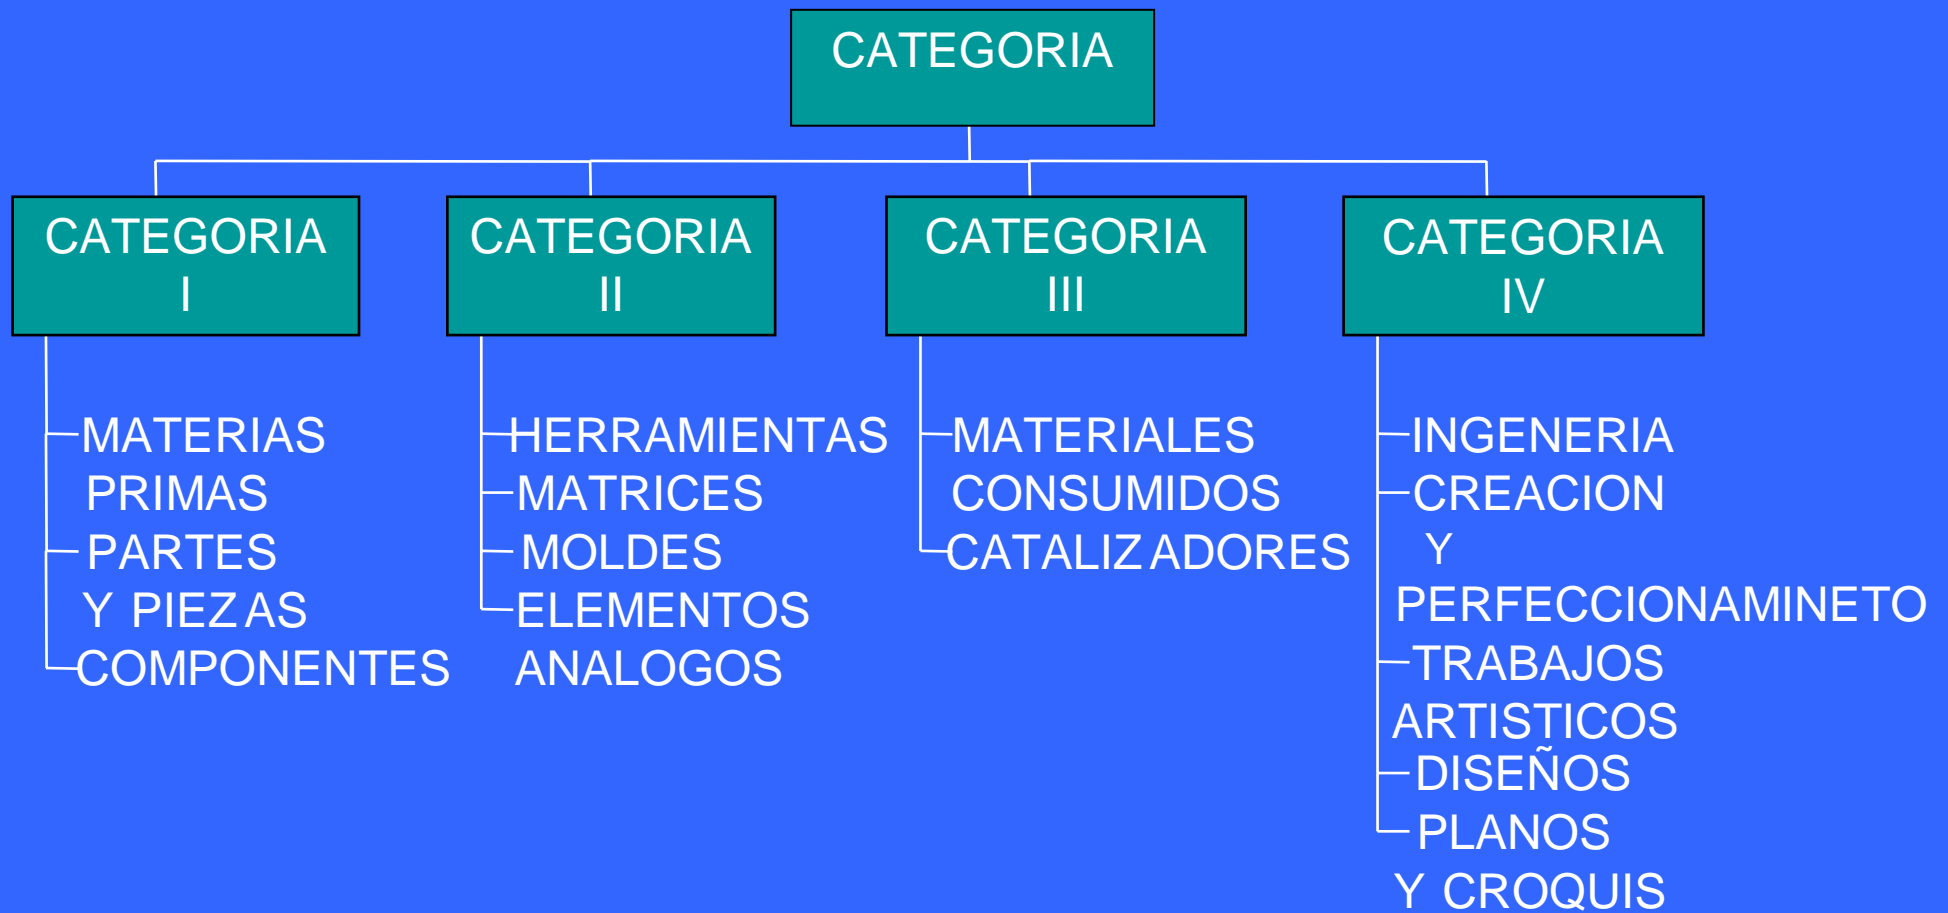 CATEGORIA
CATEGORIA
I
MATERIAS
PRIMAS
PARTES
Y PIEZAS
COMPONENTES
CATEGORIA
II
HERRAMIENTAS
MATRICES
MOLDES
ELEMENTOS
ANALOGOS
CATEGORIA
III
MATERIALES
CONSUMIDOS
CATALIZADORES
CATEGORIA
IV
INGENERIA
CREACION
Y
PERFECCIONAMINETO
TRABAJOS
ARTISTICOS
DISEÑOS
PLANOS
Y CROQUIS